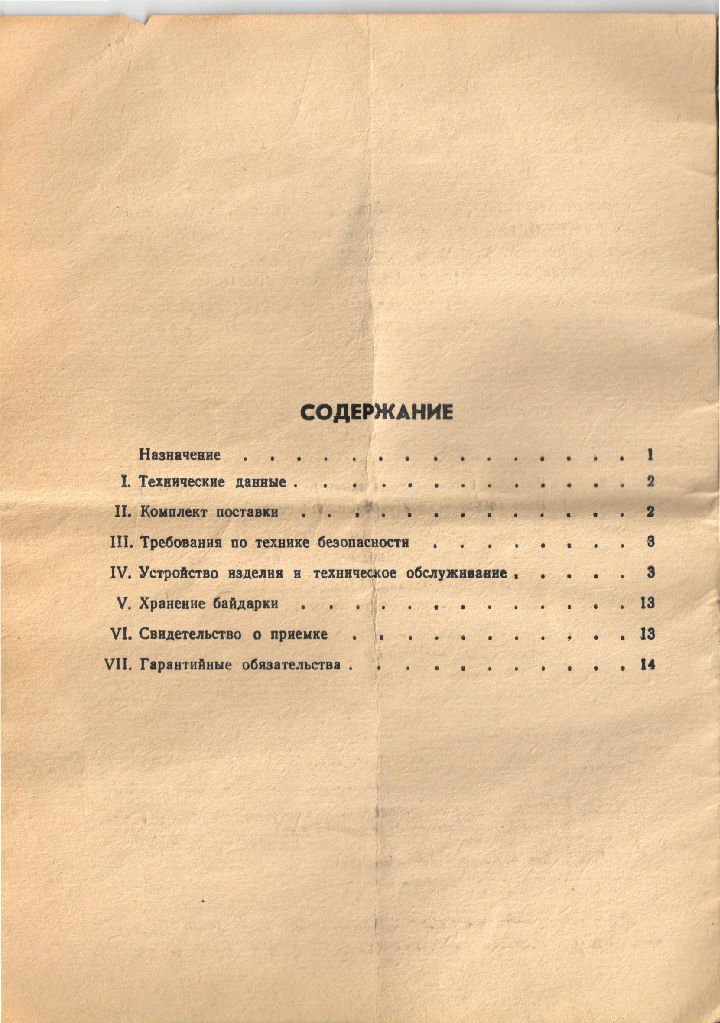 СОДЕРЖАНИЕ
Назначение . . . . . . . . . . . . . . . 1
I. Технические данные . . . . . . . . . . . . . 2
II. Комплект поставки . . . . . . . . . . . . . 2
III. Требования по технике безопасности . . . . . . . . 3
IV. Устройство изделия и техническое обслуживание . . . . . 3
V. Хранение байдарки . . . . . . . . . . . . . 13
VI. Свидетельство о приемке . . . . . . . . . . . 13
VII. Гарантийные обязательства . . . . . . . . . . . 14